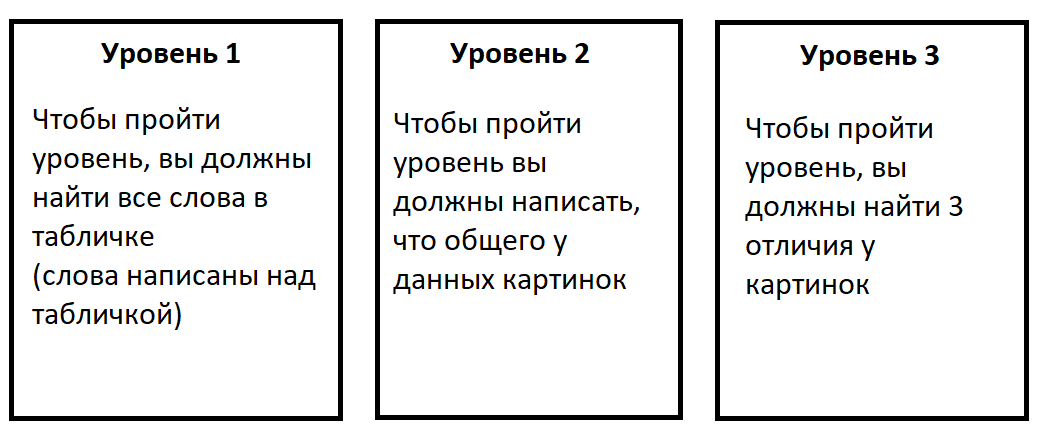 Уровень 1
Чтобы пройти
уровень, вы должны
найти все слова в
табличке
(слова написаны над
табличкой)
Уровень 2
Чтобы пройти
уровень вы
должны написать,
что общего у
данных картинок
Уровень 3
Чтобы пройти
уровень, вы
должны найти 3
отличия у
картинок